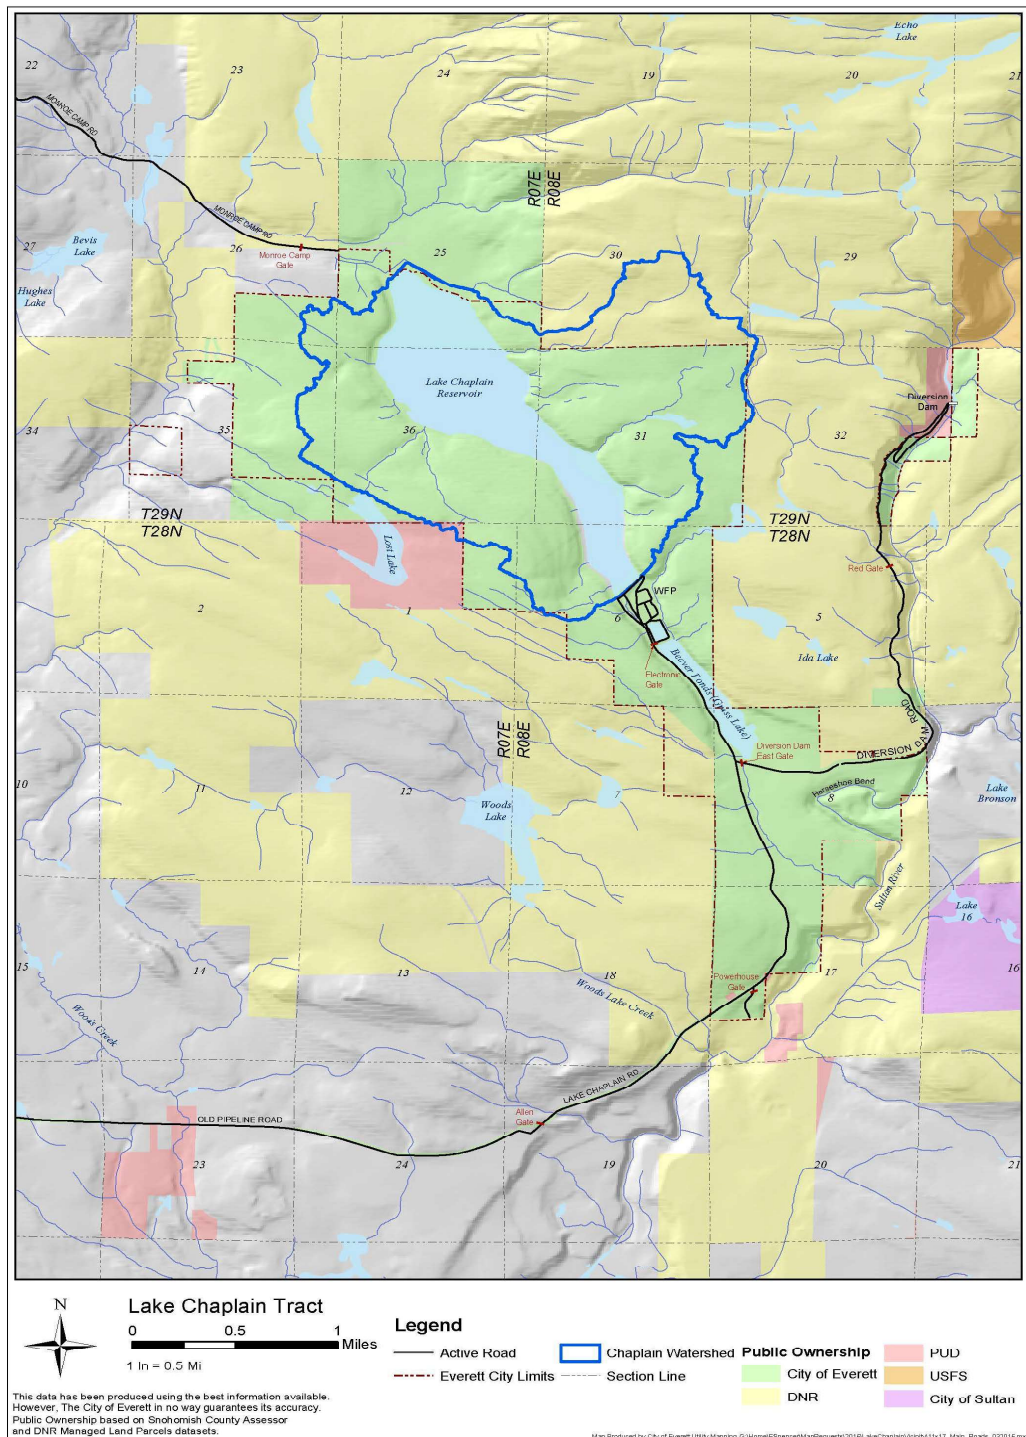 Echo
Lake
22
23
24
19
20
21
MONROE CAMP RD
R07E
R08E
MONROE CAMP RD
27
Bevis
Lake
26
25
30
29
Monroe Camp
Gate
Hughes
Lake
Lake Chaplain
Reservoir
Diversion
Dam
34
35
36
31
32
T29N
T28N
T29N
T28N
Lost Lake
Red Gate
WFP
2
1
6
5
Ida Lake
Electronic
Gate
Beaver Ponds (Grass Lake)
ROAD
R07E
R08E
DIVERSION DAM
Diversion Dam
East Gate
10
11
12
7
Horseshoe Bend
8
Lake
Bronson
Woods
Lake
Sultan River
Lake
16
15
14
13
18
17
16
Powerhouse
Gate
Woods Lake Creek
Woods Creek
LAKE CHAPLAIN RD
Allen
Gate
OLD PIPELINE ROAD
23
24
19
20
21
N
Lake Chaplain Tract
0 0.5 1
Miles
1 In = 0.5 Mi
Legend
Active Road
Everett City Limits
Chaplain Watershed
Section Line
Public Ownership
City of Everett
DNR
PUD
USFS
City of Sultan
This data has been produced using the best information available.
However, The City of Everett in no way guarantees its accuracy.
Public Ownership based on Snohomish County Assessor
and DNR Managed Land Parcels datasets.